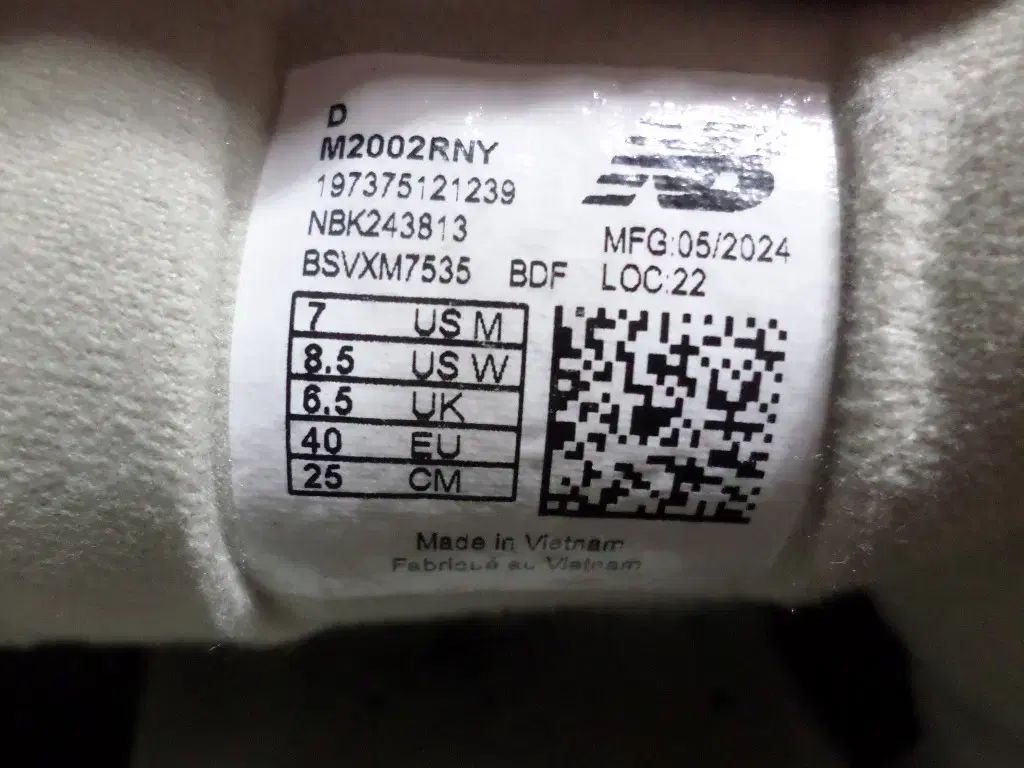 D
M2002RNY
197375121239
NBK243813
BSVXM7535 BDF
MFG:05/2024
LOC:22
7 US M
8.5 US W
6.5 UK
40 EU
25 CM
Made in Vietnam
Fabriqué au Vietnam